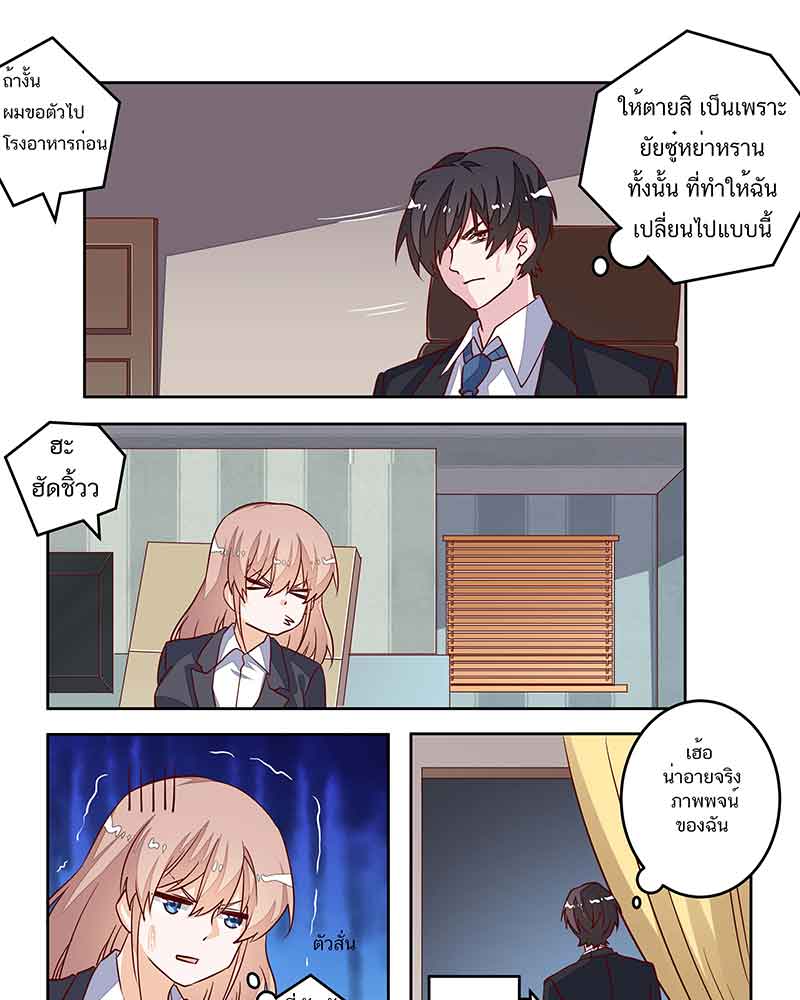 ถ้างั้น
ผมขอตัวไป
โรงอาหารก่อน
ให้ตายสิ เป็นเพราะ
ยัยซู่หย่าหราน
ทั้งนั้น ที่ทำให้ฉัน
เปลี่ยนไปแบบนี้
ฮะ
ฮัดชิ้วว
เฮ้อ
น่าอายจริง
ภาพพจน์
ของฉัน
ตัวสั่น